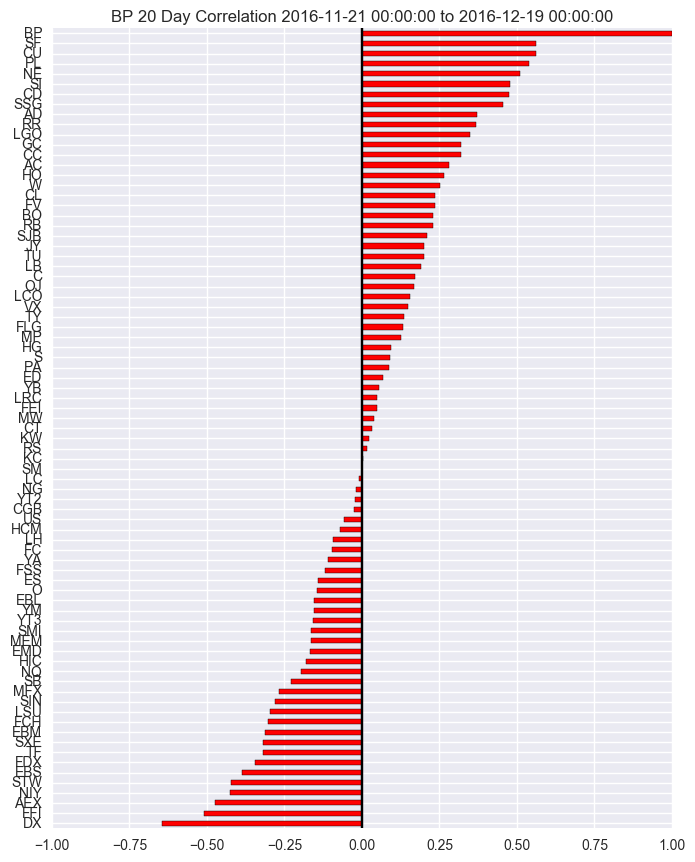 BP 20 Day Correlation 2016-11-21 00:00:00 to 2016-12-19 00:00:00
BP
SF
CU
PL
NE
SI
CD
SSG
AD
RR
LGO
GC
CC
AC
HO
W
CL
FV
BO
RB
SJB
JY
TU
LB
C
OJ
LCO
VX
TY
FLG
MP
HG
S
PA
ED
YB
LRC
FEI
MW
CT
KW
RS
KC
SM
LC
NG
YT2
CGB
US
HCM
LH
FC
YA
FSS
ES
O
EBL
YM
YT3
SMI
MEM
EMD
HIC
NQ
SB
MFX
SIN
LSU
FCH
EBM
SXE
TF
FDX
EBS
STW
NIY
AEX
DX
−1.00 −0.75 −0.50 −0.25 0.00 0.25 0.50 0.75 1.00